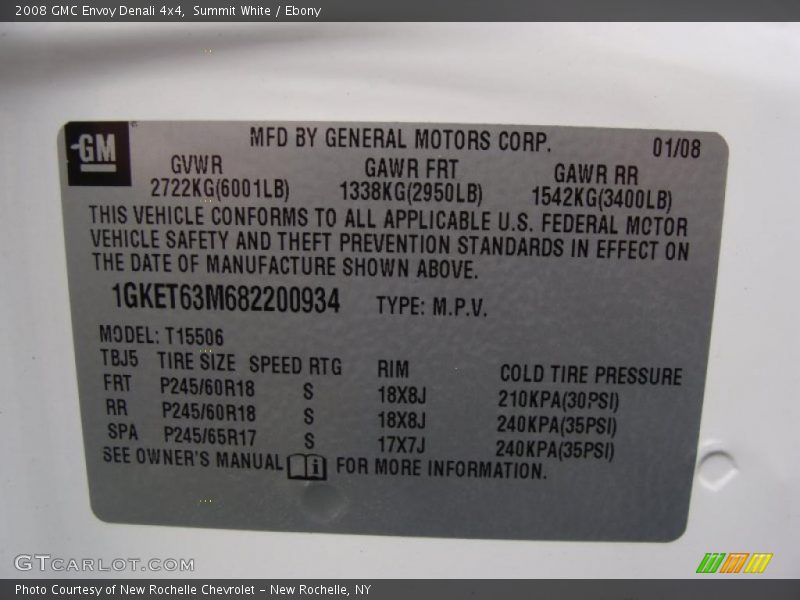 2008 GMC Envoy Denali 4x4,  Summit White / Ebony
GM
MFD BY GENERAL MOTORS CORP.
01/08
GVWR GAWR FRT GAWR RR
2722KG(6001LB) 1338KG(2950LB) 1542KG(3400LB)
THIS VEHICLE CONFORMS TO ALL APPLICABLE U.S. FEDERAL MOTOR
VEHICLE SAFETY AND THEFT PREVENTION STANDARDS IN EFFECT ON
THE DATE OF MANUFACTURE SHOWN ABOVE.
1GKET63M682200934 TYPE: M.P.V.
MODEL: T15506
TBJ5 TIRE SIZE SPEED RTG RIM COLD TIRE PRESSURE
FRT P245/60R18 S 18X8J 210KPA(30PSI)
RR P245/60R18 S 18X8J 240KPA(35PSI)
SPA P245/65R17 S 17X7J 240KPA(35PSI)
SEE OWNER'S MANUAL i FOR MORE INFORMATION.
GTCARLOT.COM
Photo Courtesy of New Rochelle Chevrolet - New Rochelle, NY